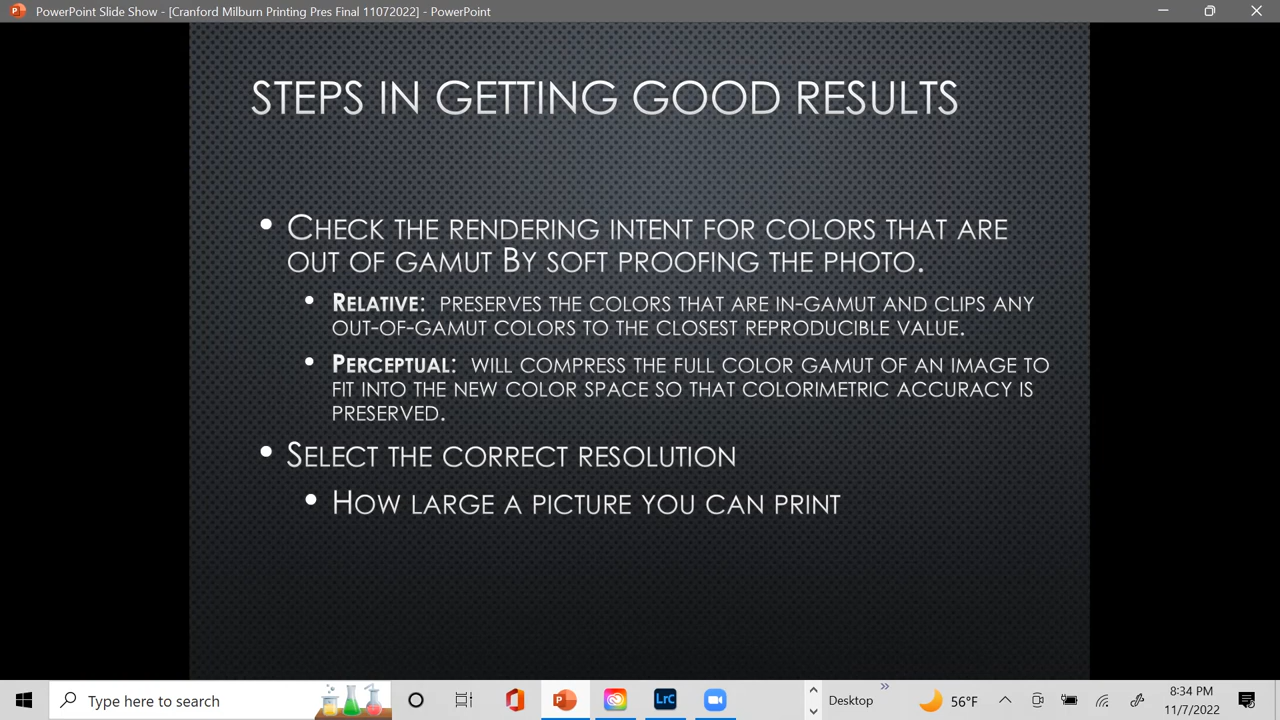 PowerPoint Slide Show - [Cranford Milburn Printing Pres Final 11072022] - PowerPoint
STEPS IN GETTING GOOD RESULTS
• CHECK THE RENDERING INTENT FOR COLORS THAT ARE
OUT OF GAMUT BY SOFT PROOFING THE PHOTO.
• RELATIVE: PRESERVES THE COLORS THAT ARE IN-GAMUT AND CLIPS ANY
OUT-OF-GAMUT COLORS TO THE CLOSEST REPRODUCIBLE VALUE.
• PERCEPTUAL: WILL COMPRESS THE FULL COLOR GAMUT OF AN IMAGE TO
FIT INTO THE NEW COLOR SPACE SO THAT COLORIMETRIC ACCURACY IS
PRESERVED.
• SELECT THE CORRECT RESOLUTION
• HOW LARGE A PICTURE YOU CAN PRINT
Type here to search
LrC
Desktop
56°F
8:34 PM
11/7/2022